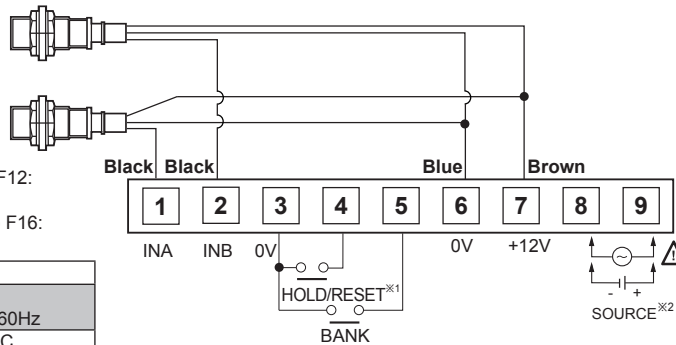 Black Black Blue Brown
F12:
F16:
1 2 3 4 5 6 7 8 9
INA INB 0V 0V +12V
HOLD/RESET※1
- +
SOURCE※2
BANK
60Hz
C